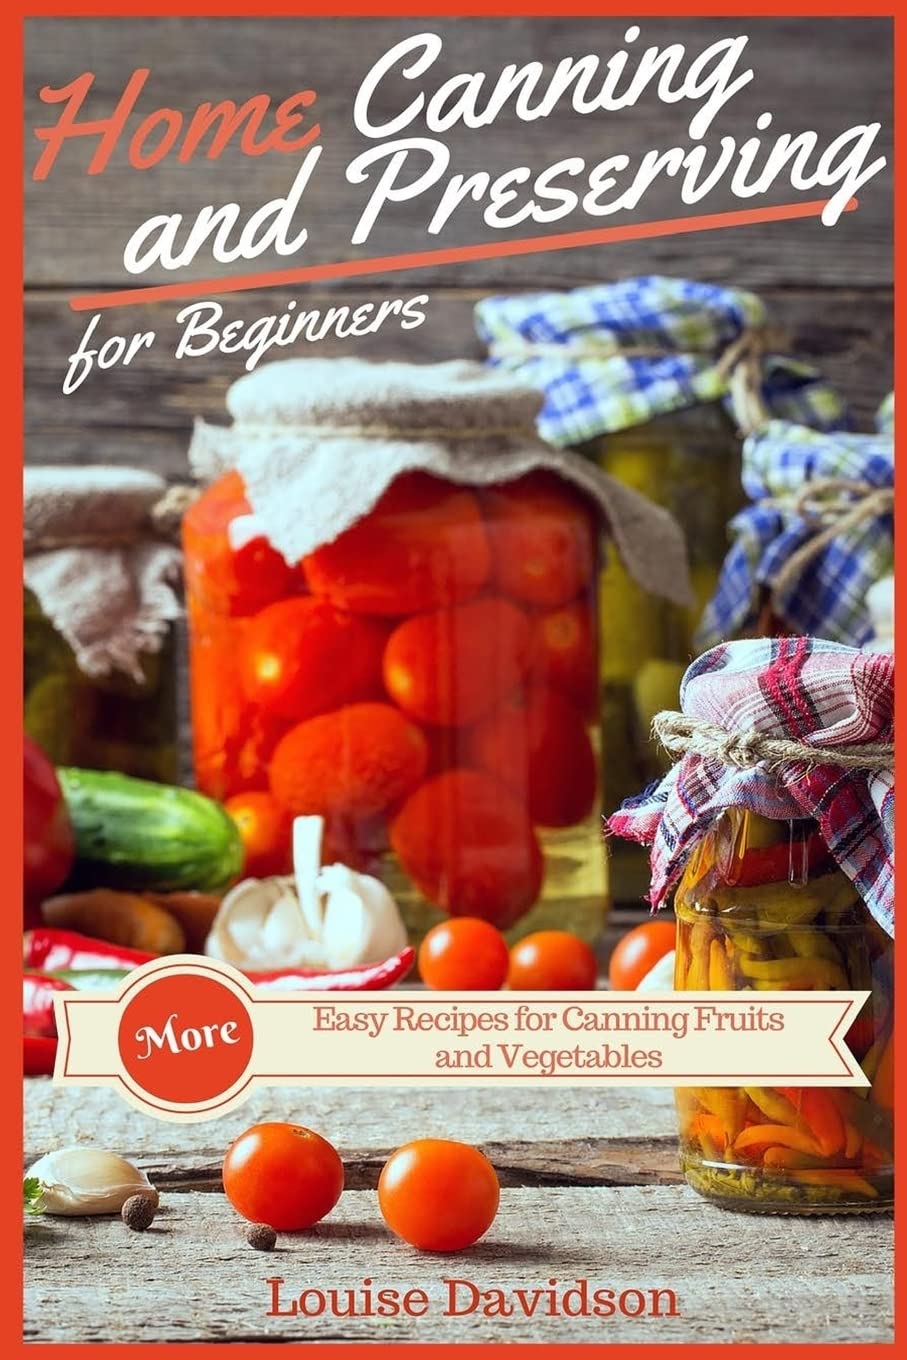 Home Canning
and Preserving
for Beginners
More
Easy Recipes for Canning Fruits
and Vegetables
Louise Davidson